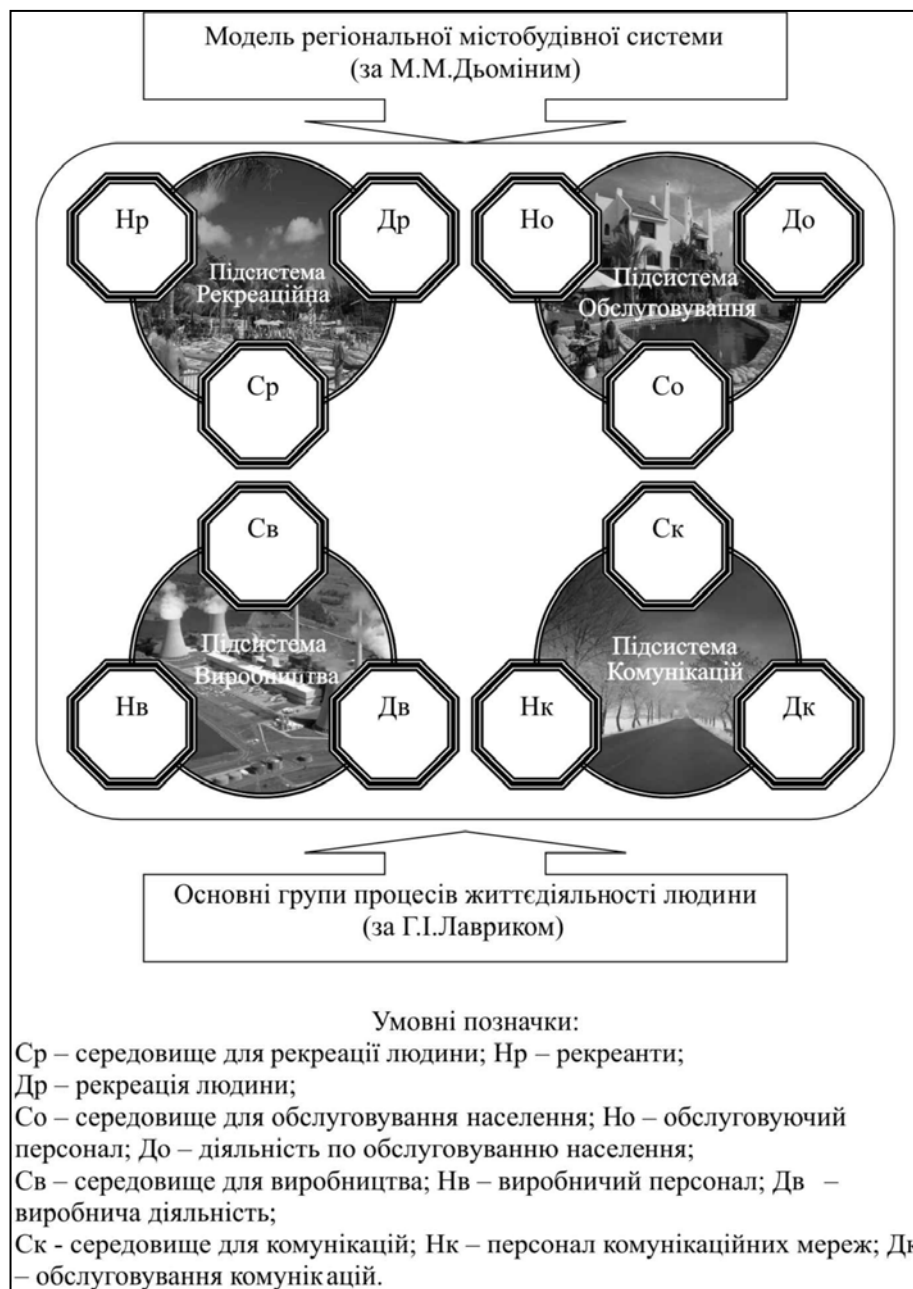 Модель регіональної містобудівної системи
(за М.М.Дьоміним)
Нр
Др
Но
До
Підсистема
Рекреаційна
Підсистема
Обслуговування
Ср
Со
Св
Ск
Підсистема
Виробництва
Підсистема
Комунікацій
Нв
Дв
Нк
Дк
Основні групи процесів життєдіяльності людини
(за Г.І.Лавриком)
Умовні позначки:
Ср – середовище для рекреації людини; Нр – рекреанти;
Др – рекреація людини;
Со – середовище для обслуговування населення; Но – обслуговуючий
персонал; До – діяльність по обслуговуванню населення;
Св – середовище для виробництва; Нв – виробничий персонал; Дв –
виробнича діяльність;
Ск - середовище для комунікацій; Нк – персонал комунікаційних мереж; Дк
– обслуговування комунікацій.